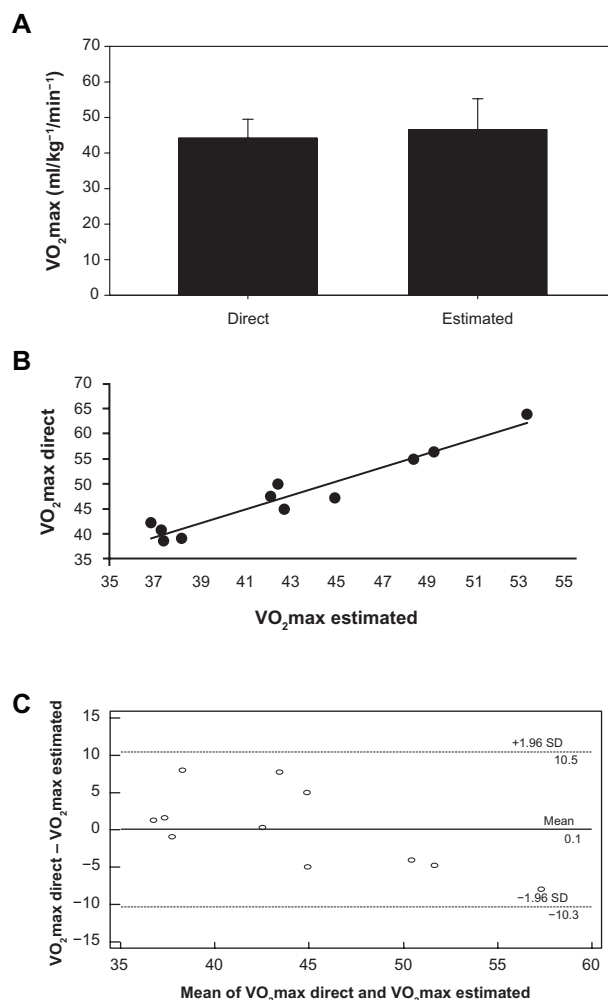 A
VO₂max (ml/kg⁻¹/min⁻¹)
70
60
50
40
30
20
10
0
Direct
Estimated
B
VO₂max direct
70
65
60
55
50
45
40
35
35 37 39 41 43 45 47 49 51 53 55
VO₂max estimated
C
VO₂max direct – VO₂max estimated
15
10
5
0
−5
−10
−15
+1.96 SD
10.5
Mean
0.1
−1.96 SD
−10.3
35 40 45 50 55 60
Mean of VO₂max direct and VO₂max estimated